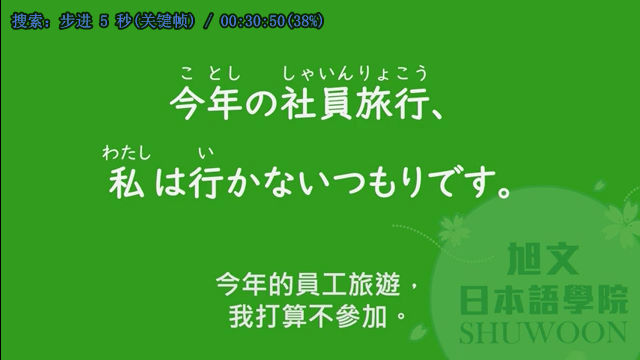 搜索: 步进 5 秒(关键帧) / 00:30:50(38%)
ことし しゃいんりょこう
今年の社員旅行、
わたし い
私は行かないつもりです。
今年的員工旅遊，
我打算不參加。
旭文
日本語學院
SHUWOON